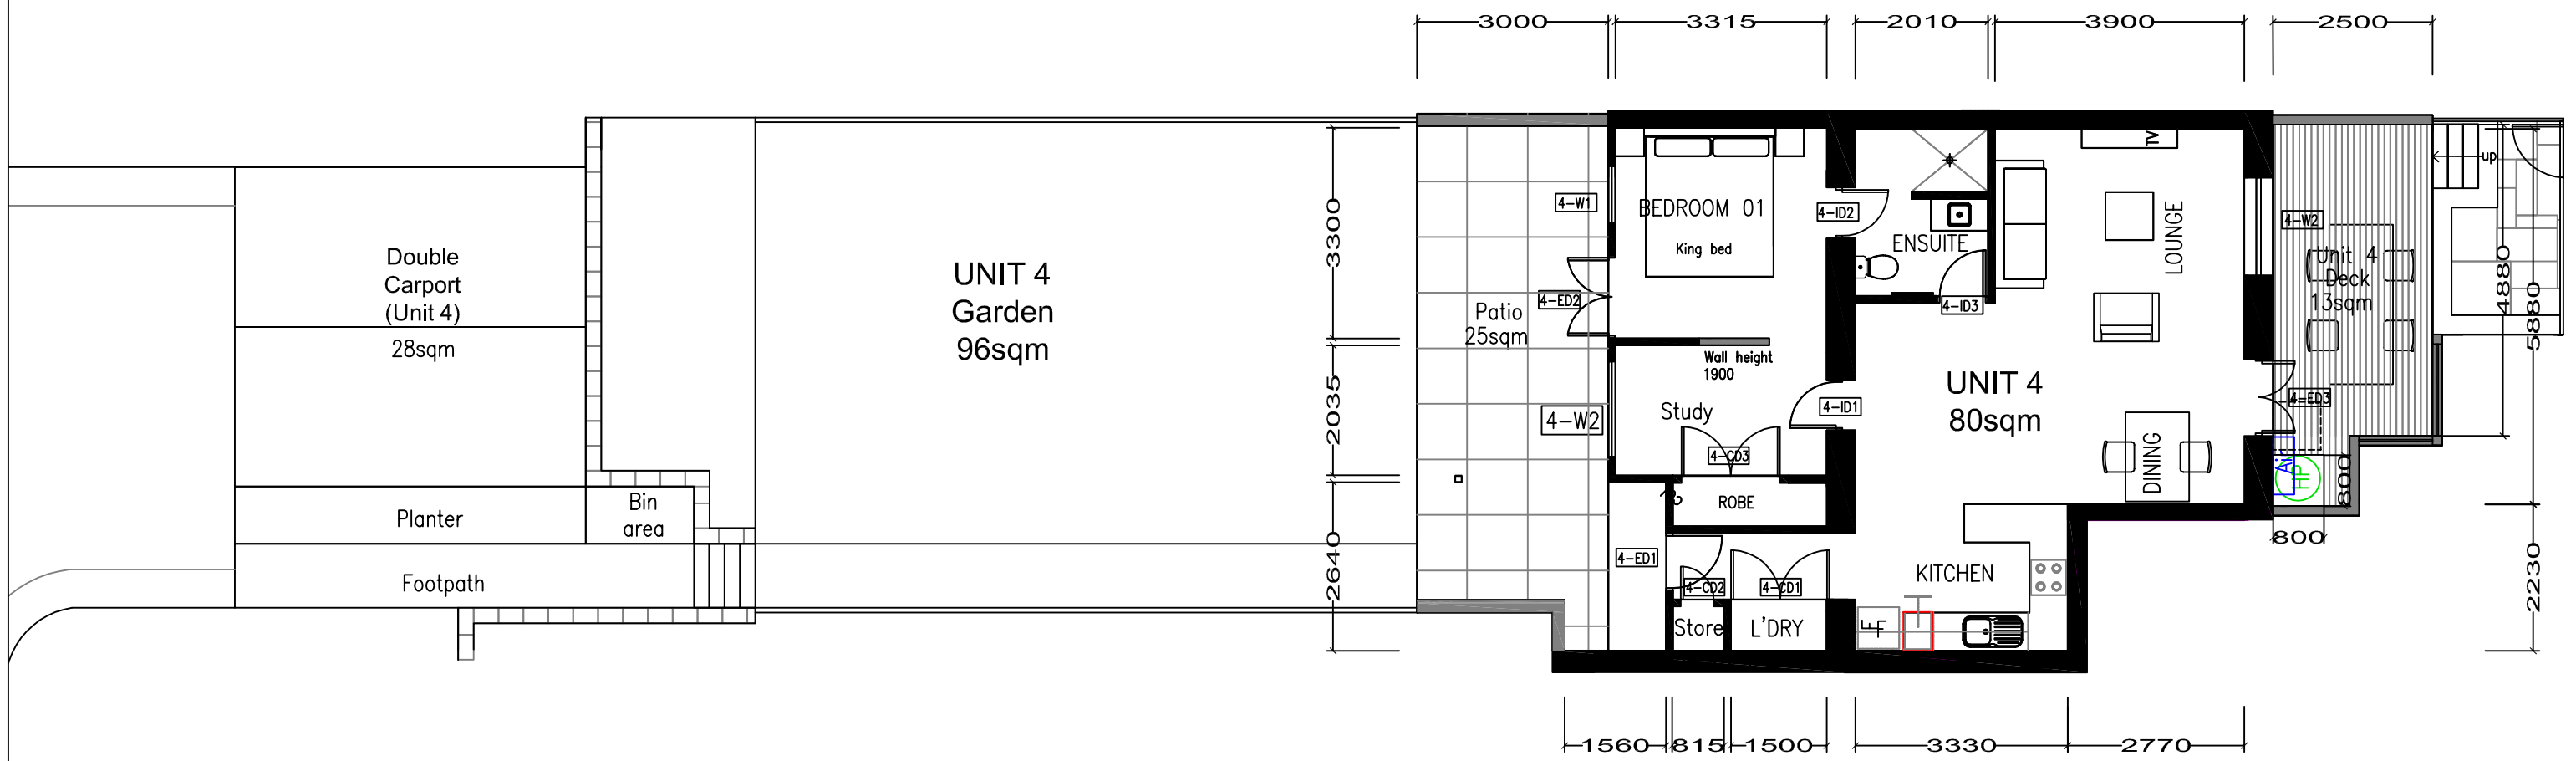 3000
3315
2010
3900
2500
Double
Carport
(Unit 4)
28sqm
Planter
Bin
area
Footpath
UNIT 4
Garden
96sqm
3300
2035
2640
Patio
25sqm
4-W1
4-ED2
4-W2
4-ED1
BEDROOM 01
King bed
Wall height
1900
Study
4-CD3
ROBE
4-CD2
4-CD1
Store
L'DRY
4-ID2
4-ID1
ENSUITE
4-ID3
TV
LOUNGE
UNIT 4
80sqm
DINING
KITCHEN
4-W2
Unit 4
Deck
13sqm
4-ED3
HP
up
4880
5880
800
800
2230
1560
815
1500
3330
2770